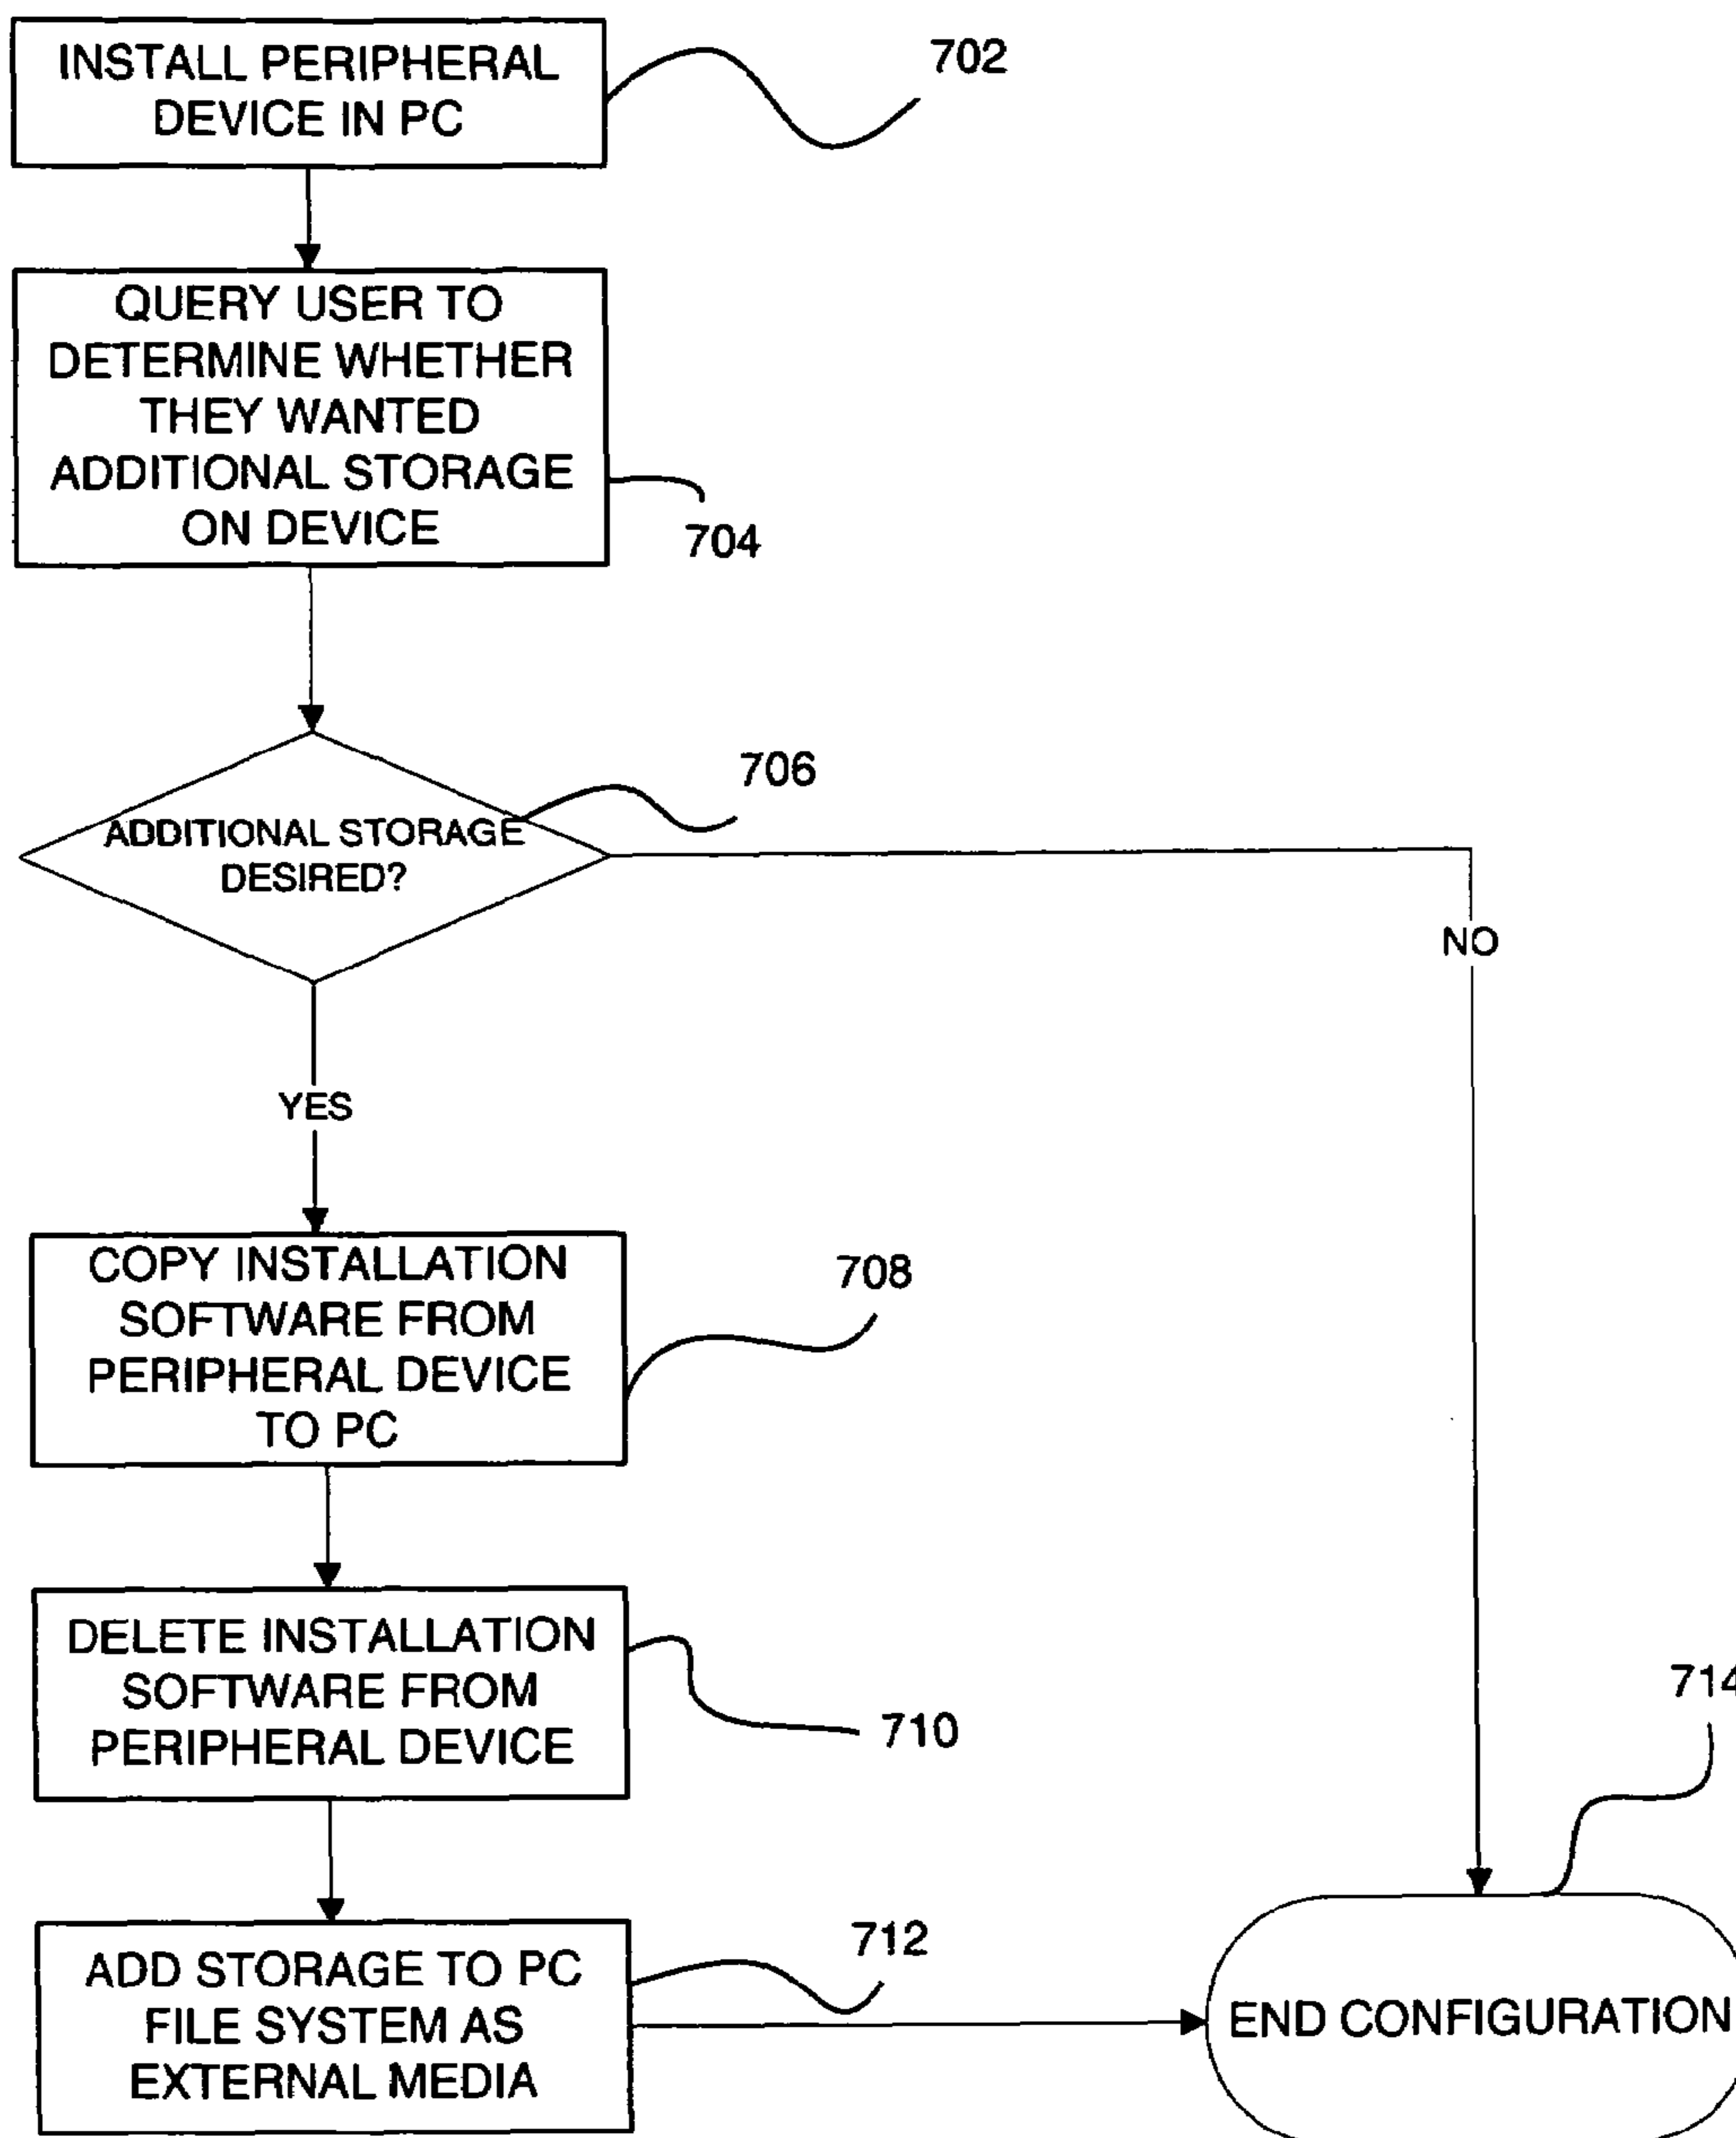 INSTALL PERIPHERAL
DEVICE IN PC
702
QUERY USER TO
DETERMINE WHETHER
THEY WANTED
ADDITIONAL STORAGE
ON DEVICE
704
706
ADDITIONAL STORAGE
DESIRED?
NO
YES
COPY INSTALLATION
SOFTWARE FROM
PERIPHERAL DEVICE
TO PC
708
DELETE INSTALLATION
SOFTWARE FROM
PERIPHERAL DEVICE
710
714
ADD STORAGE TO PC
FILE SYSTEM AS
EXTERNAL MEDIA
712
END CONFIGURATION